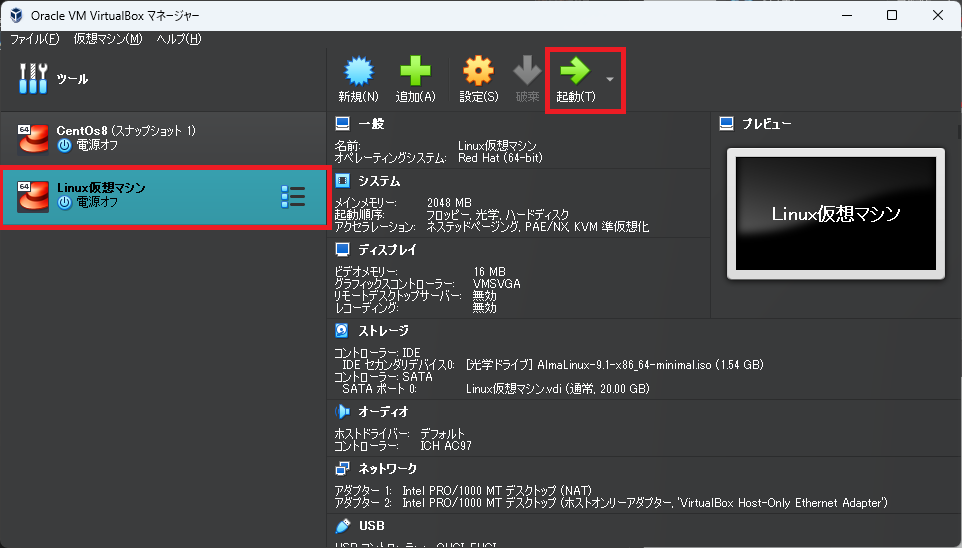 Oracle VM VirtualBox マネージャー
ファイル(F) 仮想マシン(M) ヘルプ(H)
ツール
新規(N) 追加(A) 設定(S) 破棄 起動(T)
64
CentOs8 (スナップショット 1)
電源オフ
64
Linux仮想マシン
電源オフ
一般
名前: Linux仮想マシン
オペレーティングシステム: Red Hat (64-bit)
システム
メインメモリー: 2048 MB
起動順序: フロッピー, 光学, ハードディスク
アクセラレーション: ネステッドページング, PAE/NX, KVM 準仮想化
ディスプレイ
ビデオメモリー: 16 MB
グラフィックスコントローラー: VMSVGA
リモートデスクトップサーバー: 無効
レコーディング: 無効
ストレージ
コントローラー: IDE
IDE セカンダリデバイス0: [光学ドライブ] AlmaLinux-9.1-x86_64-minimal.iso (1.54 GB)
コントローラー: SATA
SATA ポート 0: Linux仮想マシン.vdi (通常, 20.00 GB)
オーディオ
ホストドライバー: デフォルト
コントローラー: ICH AC97
ネットワーク
アダプター 1: Intel PRO/1000 MT デスクトップ (NAT)
アダプター 2: Intel PRO/1000 MT デスクトップ (ホストオンリーアダプター, 'VirtualBox Host-Only Ethernet Adapter')
USB
プレビュー
Linux仮想マシン